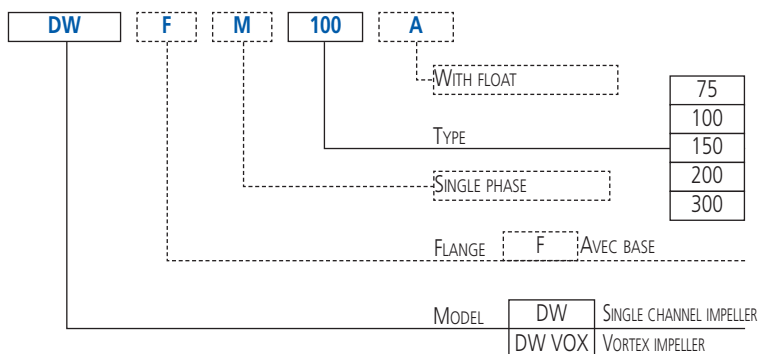 DW F M 100 A
WITH FLOAT
75
100
TYPE 150
200
SINGLE PHASE
300
FLANGE F AVEC BASE
MODEL DW SINGLE CHANNEL IMPELLER
DW VOX VORTEX IMPELLER